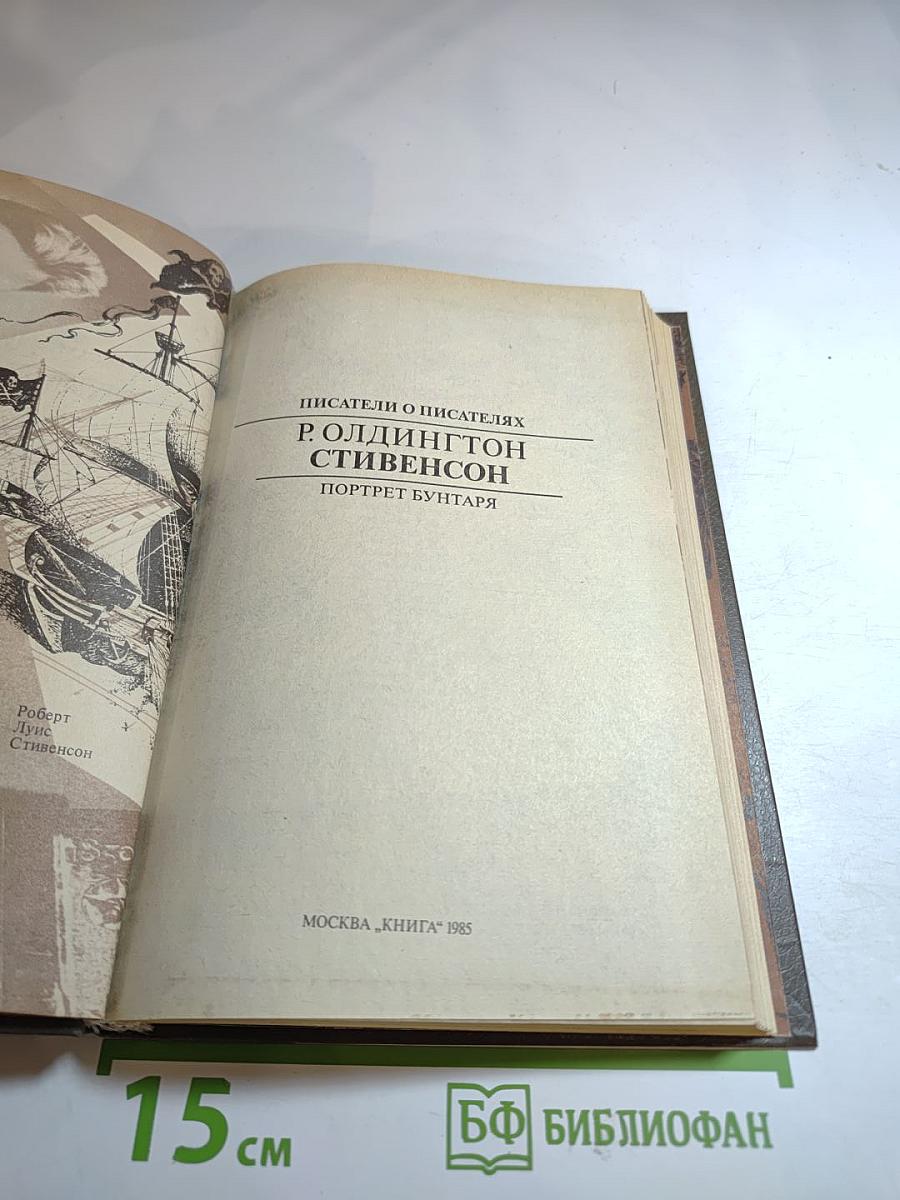 Роберт
Луис
Стивенсон
ПИСАТЕЛИ О ПИСАТЕЛЯХ
Р. ОЛДИНГТОН
СТИВЕНСОН
ПОРТРЕТ БУНТАРЯ
МОСКВА „КНИГА“ 1985
15 см
БФ БИБЛИОФАН